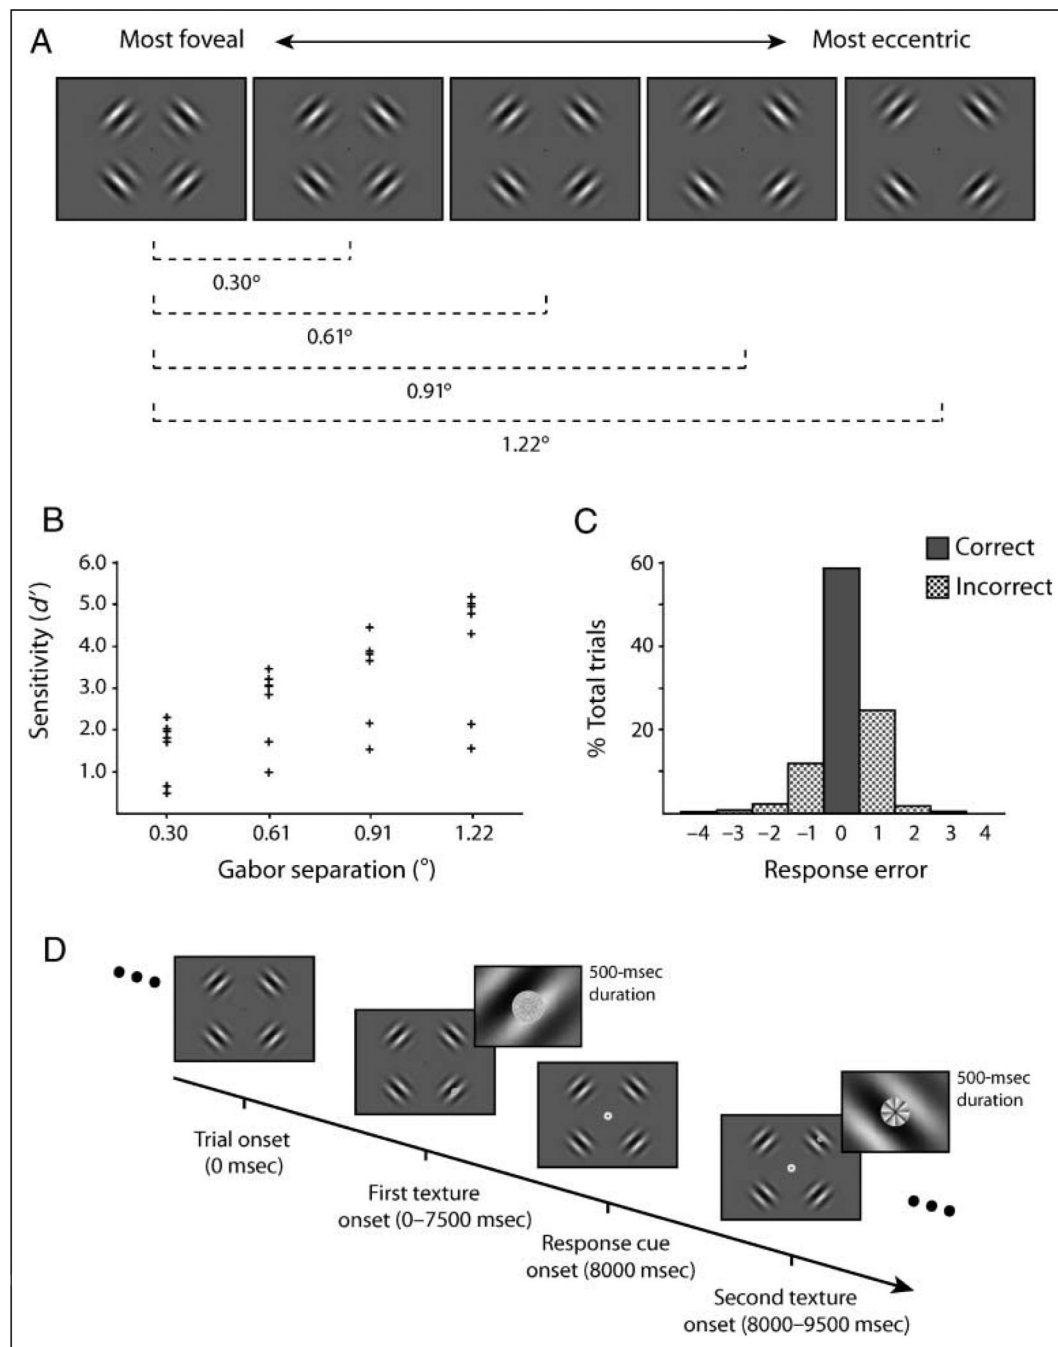 A
Most foveal
Most eccentric
0.30°
0.61°
0.91°
1.22°
B
Sensitivity (d′)
6.0
5.0
4.0
3.0
2.0
1.0
0.30 0.61 0.91 1.22
Gabor separation (°)
C
Correct
Incorrect
% Total trials
60
40
20
–4 –3 –2 –1 0 1 2 3 4
Response error
D
500-msec
duration
500-msec
duration
Trial onset
(0 msec)
First texture
onset (0–7500 msec)
Response cue
onset (8000 msec)
Second texture
onset (8000–9500 msec)